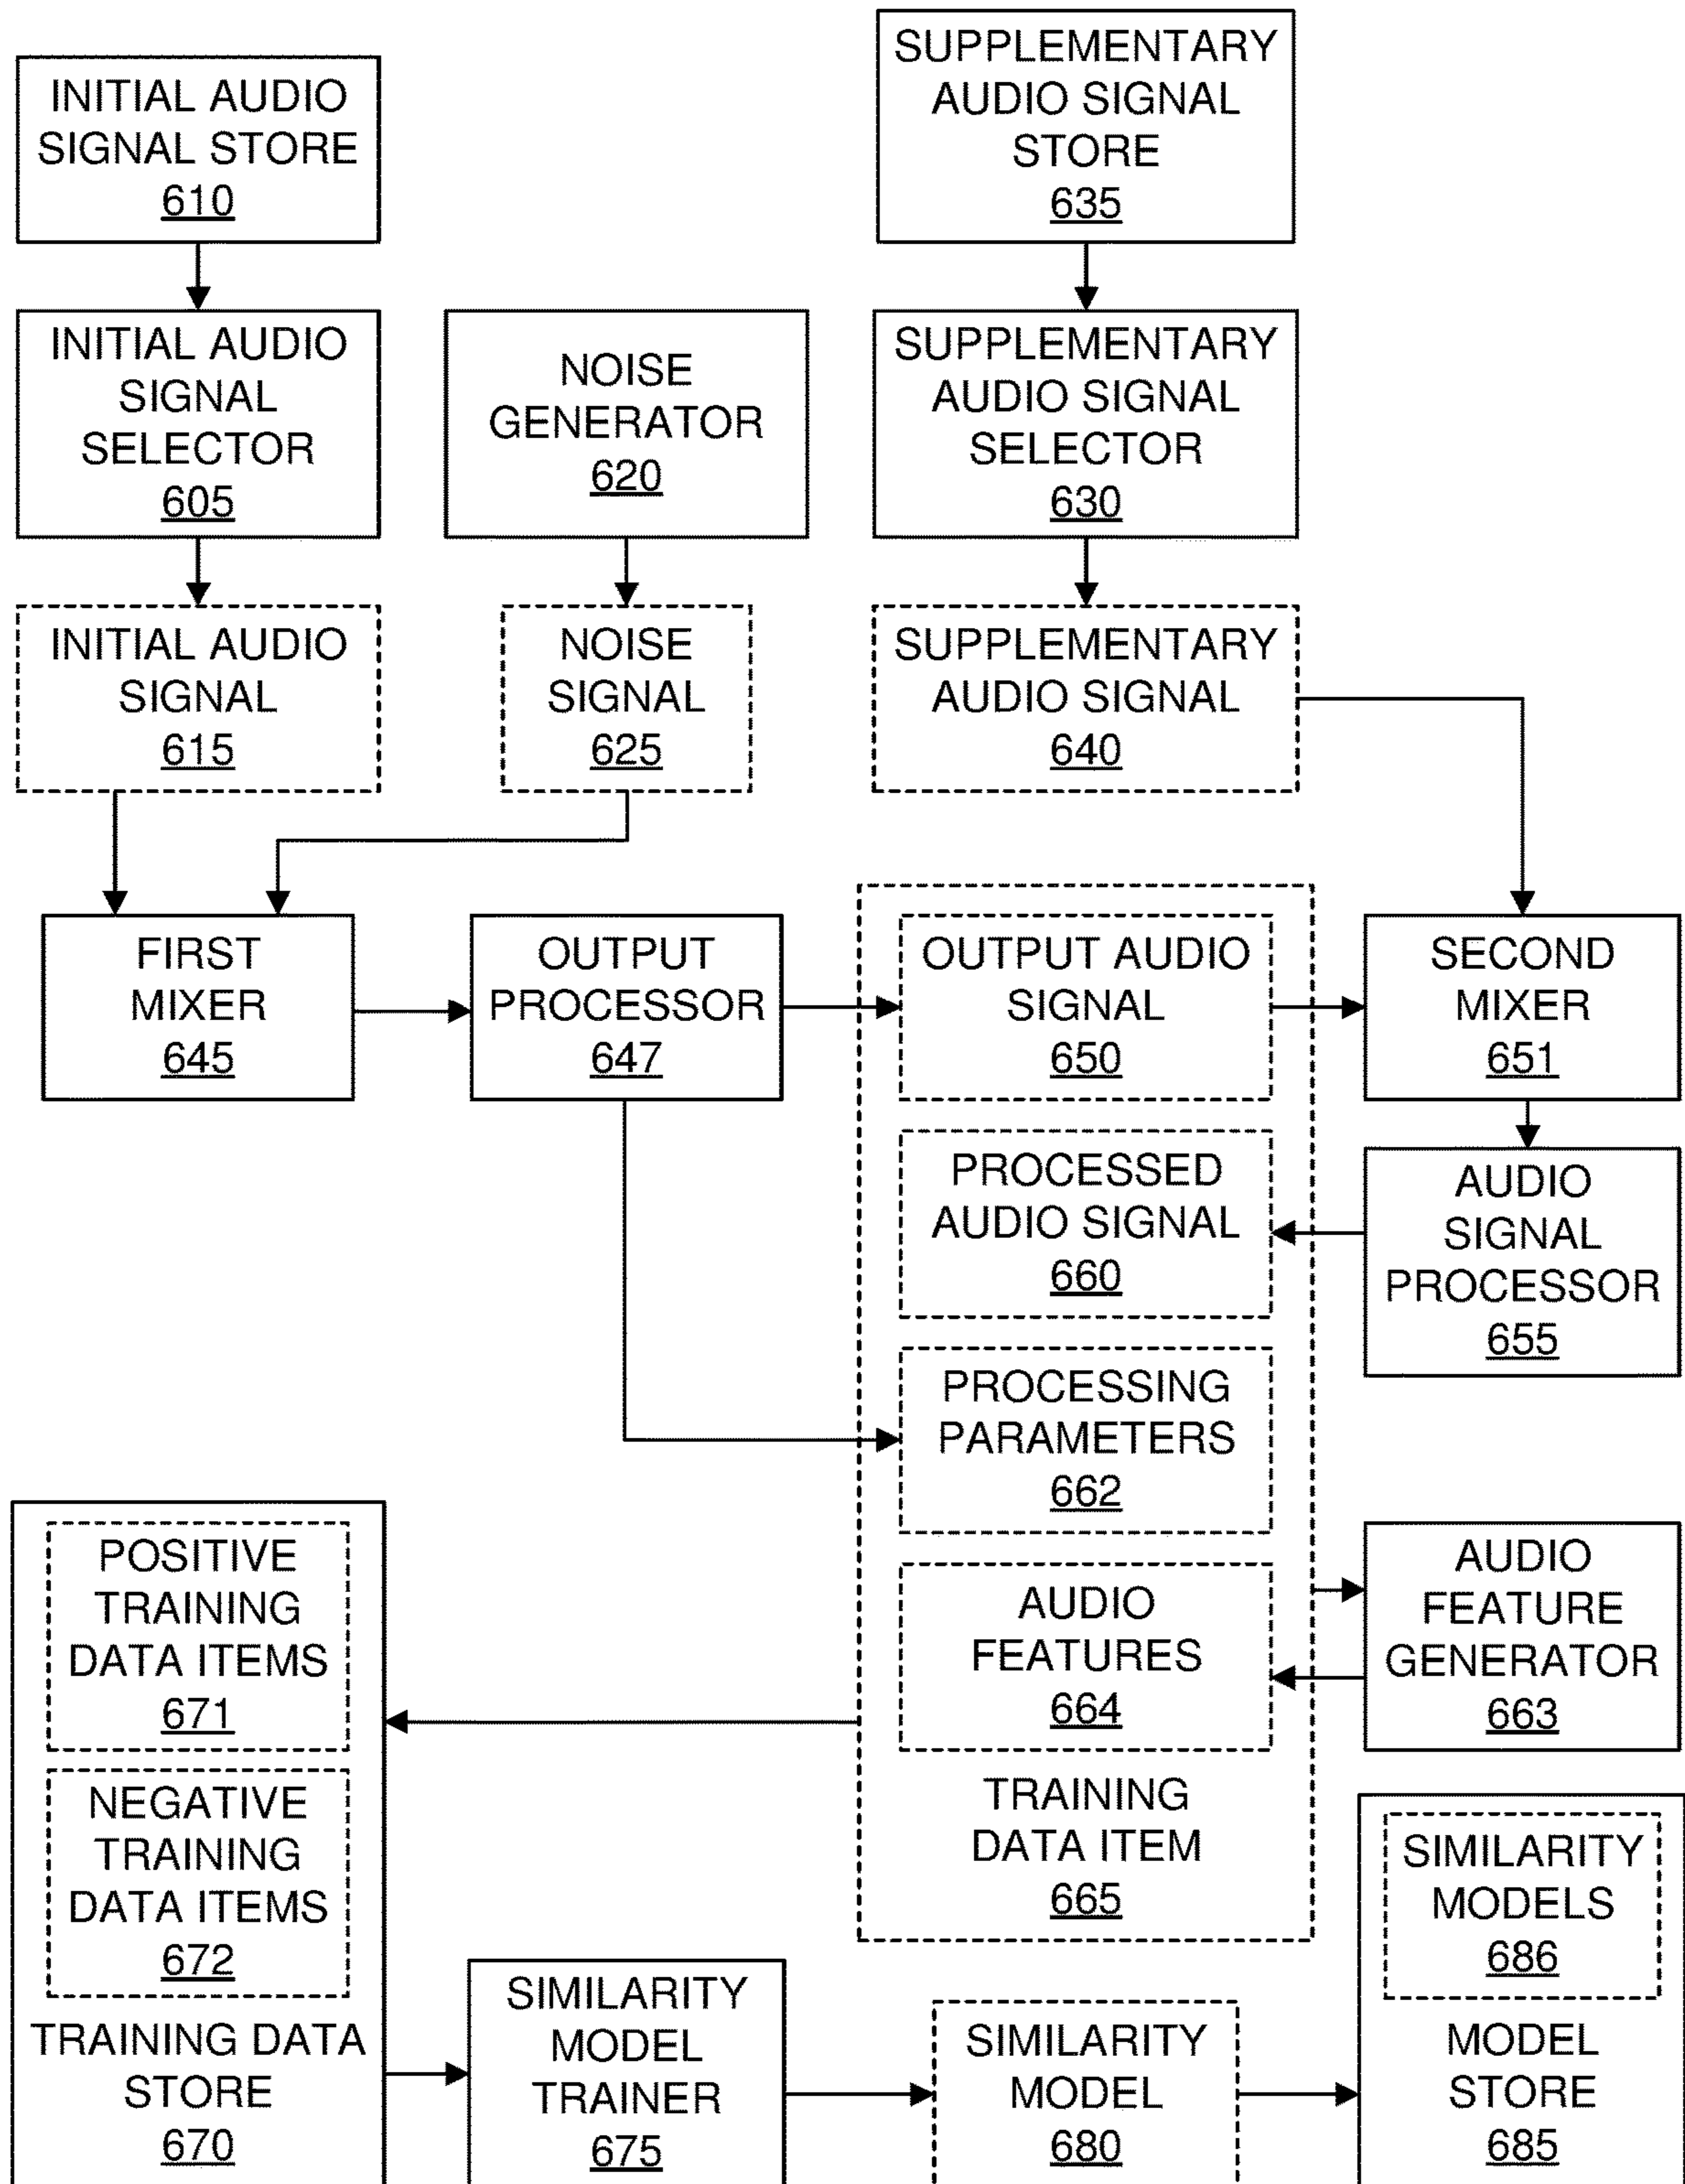 INITIAL AUDIO
SIGNAL STORE
610
SUPPLEMENTARY
AUDIO SIGNAL
STORE
635
INITIAL AUDIO
SIGNAL
SELECTOR
605
NOISE
GENERATOR
620
SUPPLEMENTARY
AUDIO SIGNAL
SELECTOR
630
INITIAL AUDIO
SIGNAL
615
NOISE
SIGNAL
625
SUPPLEMENTARY
AUDIO SIGNAL
640
FIRST
MIXER
645
OUTPUT
PROCESSOR
647
OUTPUT AUDIO
SIGNAL
650
SECOND
MIXER
651
PROCESSED
AUDIO SIGNAL
660
AUDIO
SIGNAL
PROCESSOR
655
PROCESSING
PARAMETERS
662
POSITIVE
TRAINING
DATA ITEMS
671
AUDIO
FEATURES
664
AUDIO
FEATURE
GENERATOR
663
NEGATIVE
TRAINING
DATA ITEMS
672
TRAINING
DATA ITEM
665
SIMILARITY
MODELS
686
TRAINING DATA
STORE
670
SIMILARITY
MODEL
TRAINER
675
SIMILARITY
MODEL
680
MODEL
STORE
685